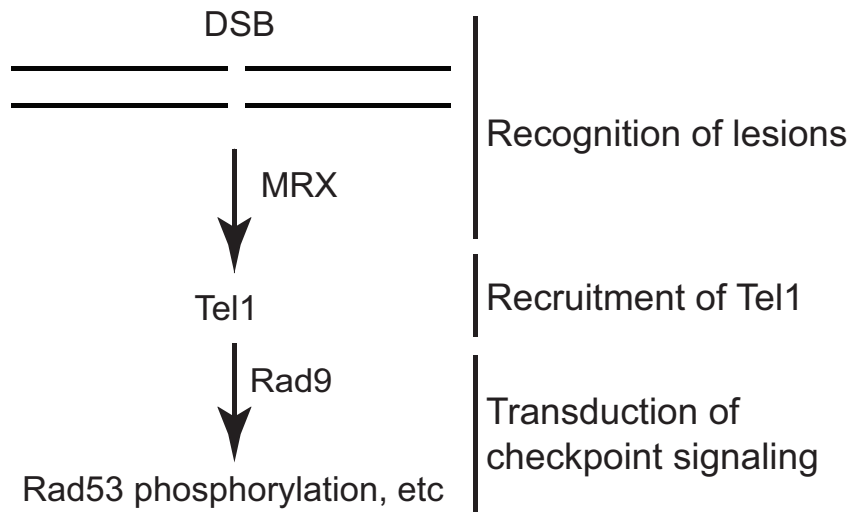 DSB
Recognition of lesions
MRX
Tel1
Recruitment of Tel1
Rad9
Transduction of
checkpoint signaling
Rad53 phosphorylation, etc